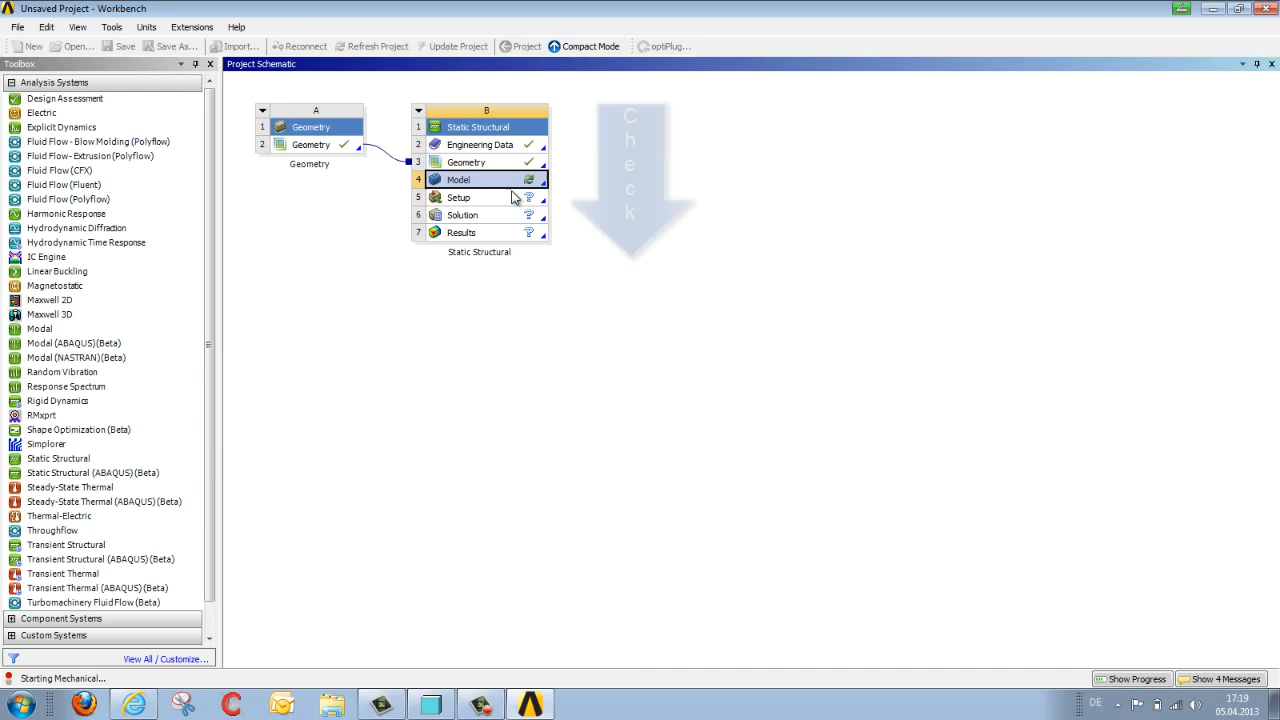 Unsaved Project - Workbench
File Edit View Tools Units Extensions Help
New Open... Save Save As... Import... Reconnect Refresh Project Update Project Project Compact Mode optiPlug...
Toolbox
Project Schematic
Analysis Systems
Design Assessment
Electric
Explicit Dynamics
Fluid Flow - Blow Molding (Polyflow)
Fluid Flow - Extrusion (Polyflow)
Fluid Flow (CFX)
Fluid Flow (Fluent)
Fluid Flow (Polyflow)
Harmonic Response
Hydrodynamic Diffraction
Hydrodynamic Time Response
IC Engine
Linear Buckling
Magnetostatic
Maxwell 2D
Maxwell 3D
Modal
Modal (ABAQUS) (Beta)
Modal (NASTRAN) (Beta)
Random Vibration
Response Spectrum
Rigid Dynamics
RMxprt
Shape Optimization (Beta)
Simplorer
Static Structural
Static Structural (ABAQUS) (Beta)
Steady-State Thermal
Steady-State Thermal (ABAQUS) (Beta)
Thermal-Electric
Throughflow
Transient Structural
Transient Structural (ABAQUS) (Beta)
Transient Thermal
Transient Thermal (ABAQUS) (Beta)
Turbomachinery Fluid Flow (Beta)
Component Systems
Custom Systems
View All / Customize...
A
1 Geometry
2 Geometry
Geometry
B
1 Static Structural
2 Engineering Data
3 Geometry
4 Model
5 Setup
6 Solution
7 Results
Static Structural
Check
Starting Mechanical...
Show Progress
Show 4 Messages
DE
17:19
05.04.2013